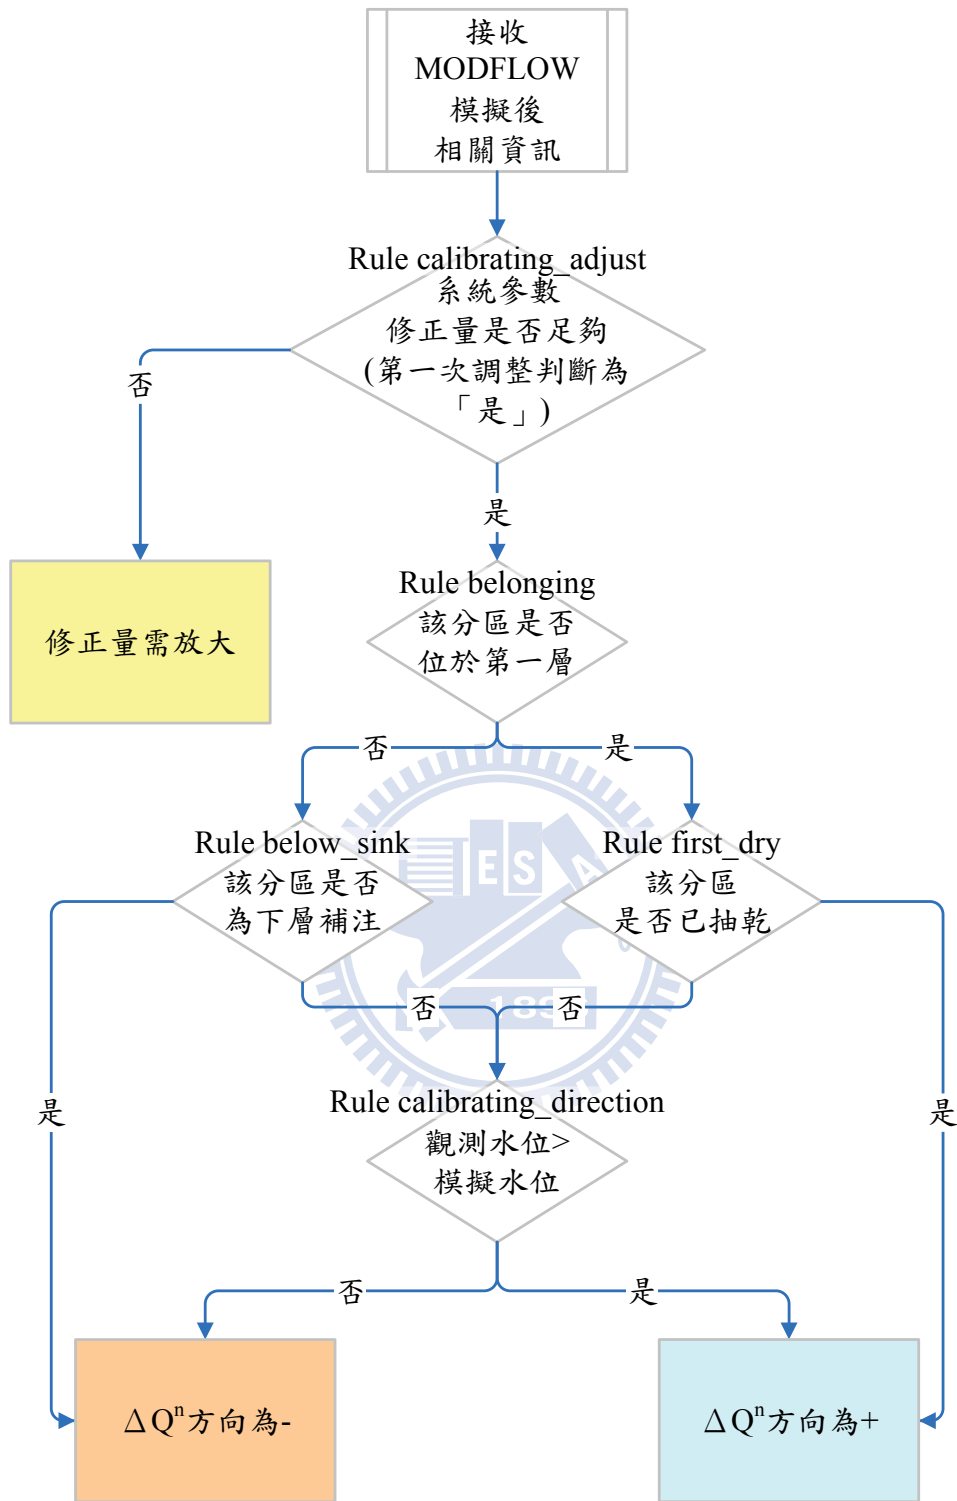 接收
MODFLOW
模擬後
相關資訊
Rule calibrating_adjust
系統參數
修正量是否足夠
(第一次調整判斷為
「是」)
否
是
修正量需放大
Rule belonging
該分區是否
位於第一層
否
是
Rule below_sink
該分區是否
為下層補注
Rule first_dry
該分區
是否已抽乾
ES
189
否
否
是
是
Rule calibrating_direction
觀測水位>
模擬水位
否
是
ΔQⁿ方向為-
ΔQⁿ方向為+